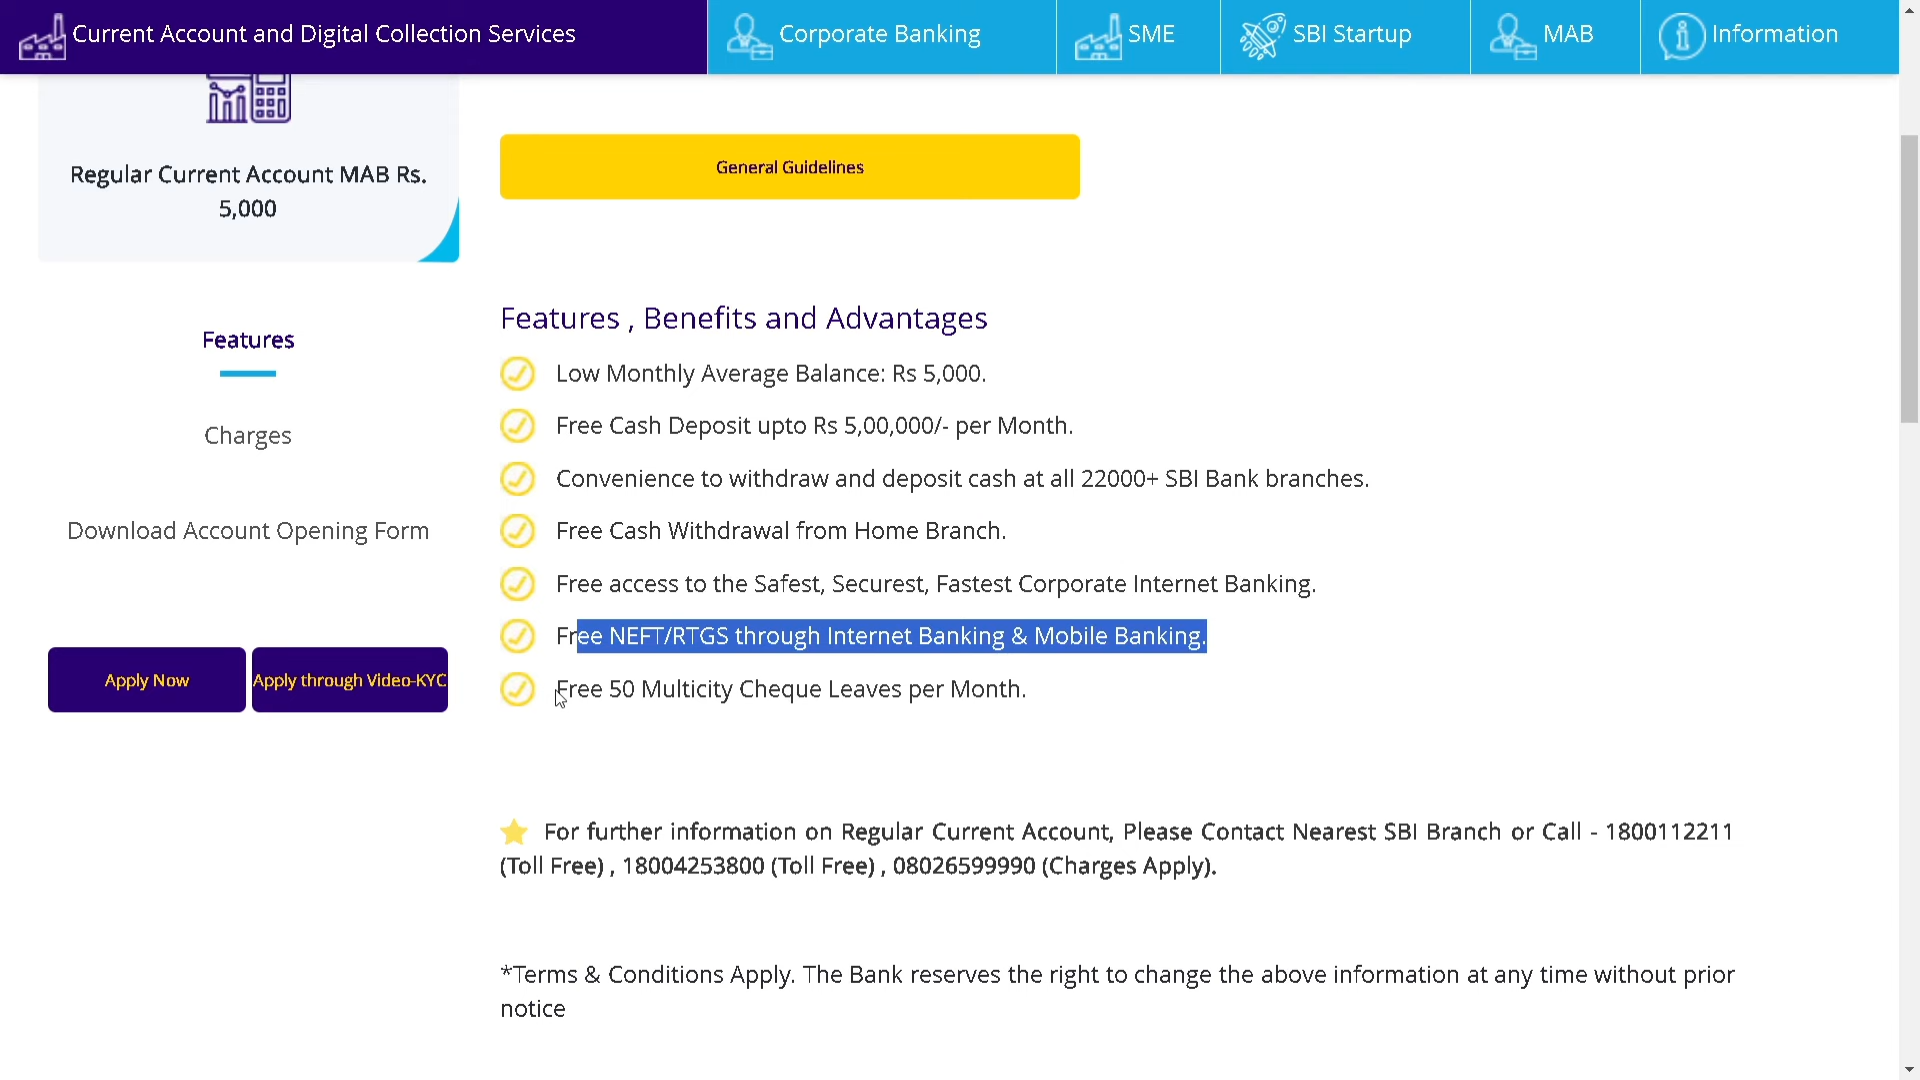 Current Account and Digital Collection Services
Corporate Banking
SME
SBI Startup
MAB
Information
Regular Current Account MAB Rs.
5,000
General Guidelines
Features
Charges
Download Account Opening Form
Apply Now
Apply through Video-KYC
Features , Benefits and Advantages
Low Monthly Average Balance: Rs 5,000.
Free Cash Deposit upto Rs 5,00,000/- per Month.
Convenience to withdraw and deposit cash at all 22000+ SBI Bank branches.
Free Cash Withdrawal from Home Branch.
Free access to the Safest, Securest, Fastest Corporate Internet Banking.
Free NEFT/RTGS through Internet Banking & Mobile Banking.
Free 50 Multicity Cheque Leaves per Month.
For further information on Regular Current Account, Please Contact Nearest SBI Branch or Call - 1800112211
(Toll Free) , 18004253800 (Toll Free) , 08026599990 (Charges Apply).
*Terms & Conditions Apply. The Bank reserves the right to change the above information at any time without prior
notice